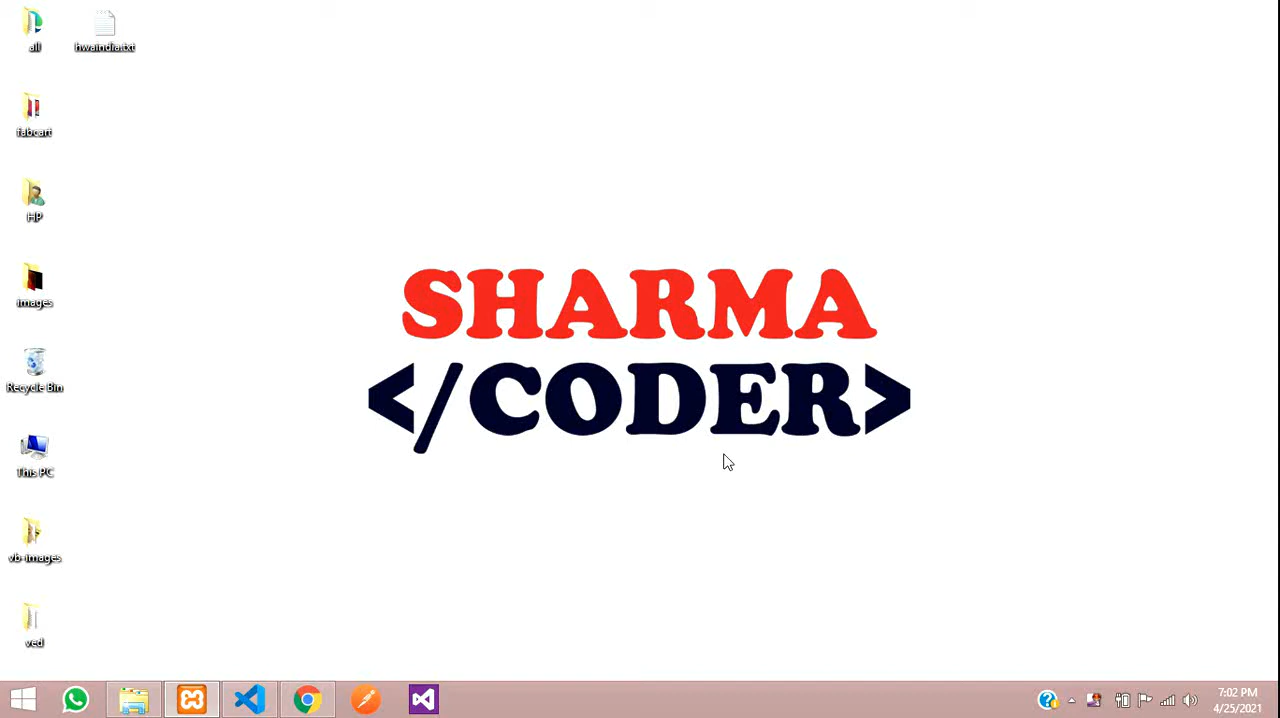 all
hwaindia.txt
fabcart
HP
images
Recycle Bin
This PC
vb-images
ved
SHARMA
</CODER>
7:02 PM
4/25/2021